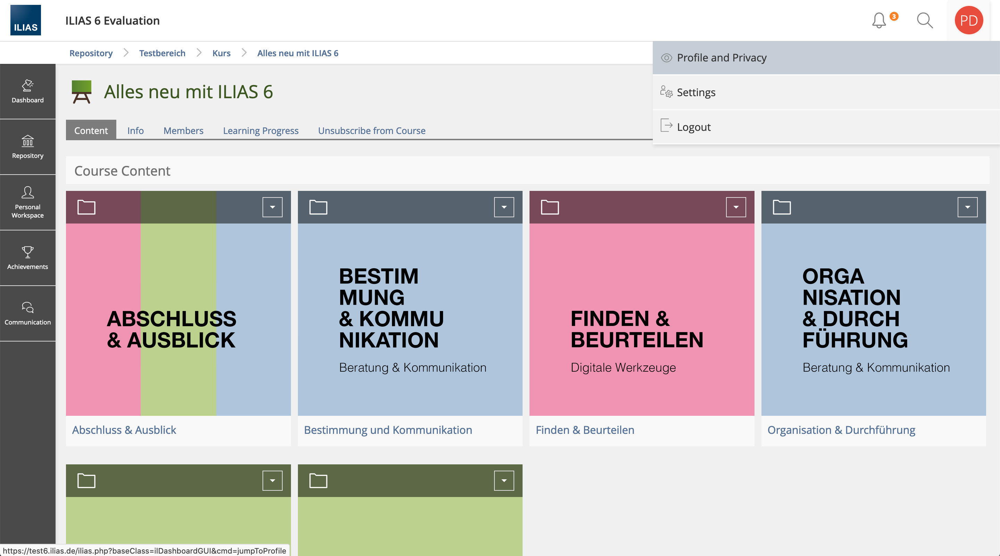 ILIAS
ILIAS 6 Evaluation
3
PD
Repository
Testbereich
Kurs
Alles neu mit ILIAS 6
Profile and Privacy
Settings
Logout
Dashboard
Repository
Personal
Workspace
Achievements
Communication
Alles neu mit ILIAS 6
Content
Info
Members
Learning Progress
Unsubscribe from Course
Course Content
ABSCHLUSS
& AUSBLICK
Abschluss & Ausblick
BESTIM
MUNG
& KOMMU
NIKATION
Beratung & Kommunikation
Bestimmung und Kommunikation
FINDEN &
BEURTEILEN
Digitale Werkzeuge
Finden & Beurteilen
ORGA
NISATION
& DURCH
FÜHRUNG
Beratung & Kommunikation
Organisation & Durchführung
https://test6.ilias.de/ilias.php?baseClass=ilDashboardGUI&cmd=jumpToProfile